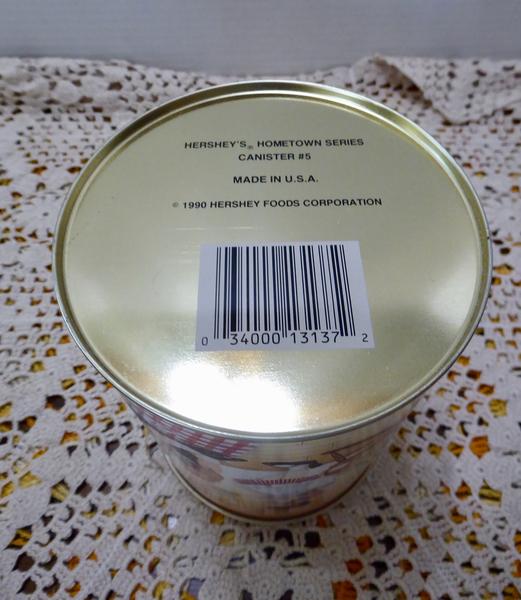 HERSHEY'S® HOMETOWN SERIES
CANISTER #5
MADE IN U.S.A.
© 1990 HERSHEY FOODS CORPORATION
0 34000 13137 2